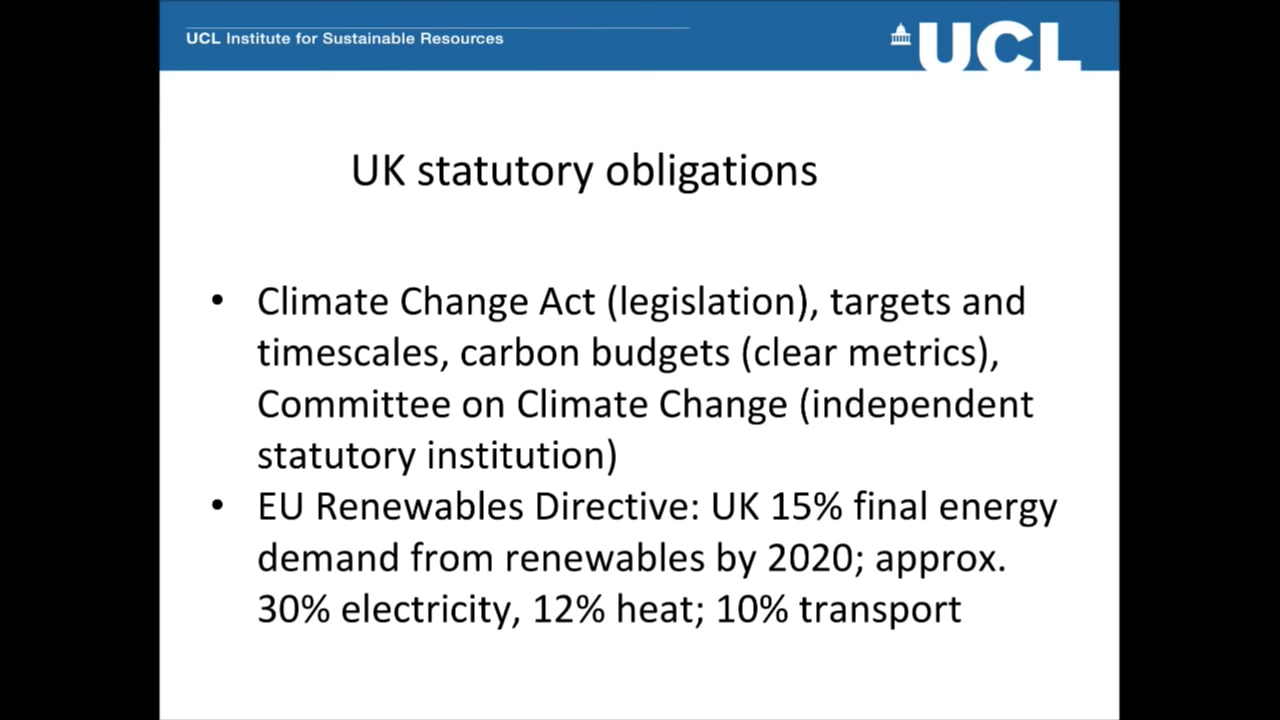 UCL Institute for Sustainable Resources
UCL
UK statutory obligations
• Climate Change Act (legislation), targets and
timescales, carbon budgets (clear metrics),
Committee on Climate Change (independent
statutory institution)
• EU Renewables Directive: UK 15% final energy
demand from renewables by 2020; approx.
30% electricity, 12% heat; 10% transport